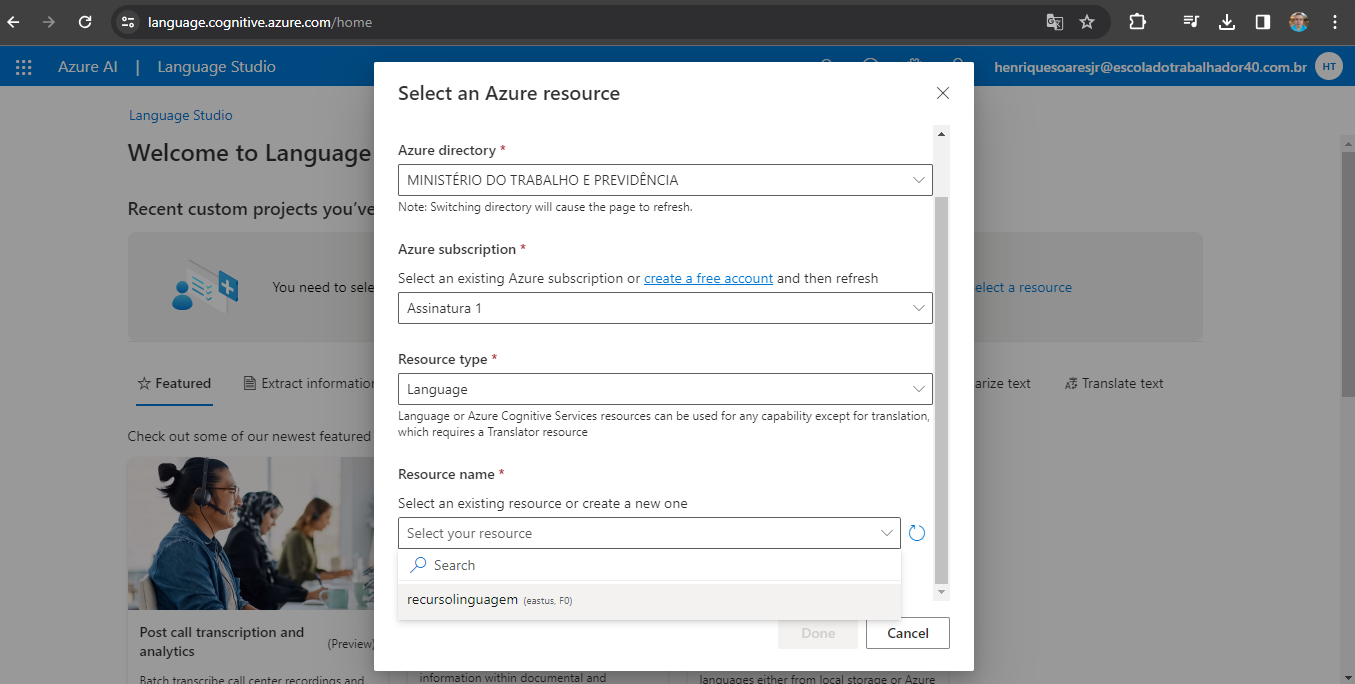 language.cognitive.azure.com/home
Azure AI | Language Studio
henriquesoaresjr@escoladotrabalhador40.com.br HT
Language Studio
Welcome to Language
Recent custom projects you've
You need to sele
elect a resource
Featured
Extract information
arize text
Translate text
Check out some of our newest featured
Post call transcription and
analytics
(Preview)
Batch transcribe call center recordings and
information within documental and
languages either from local storage or Azure
Select an Azure resource
Azure directory *
MINISTÉRIO DO TRABALHO E PREVIDÊNCIA
Note: Switching directory will cause the page to refresh.
Azure subscription *
Select an existing Azure subscription or create a free account and then refresh
Assinatura 1
Resource type *
Language
Language or Azure Cognitive Services resources can be used for any capability except for translation,
which requires a Translator resource
Resource name *
Select an existing resource or create a new one
Select your resource
Search
recursolinguagem (eastus, F0)
Done
Cancel